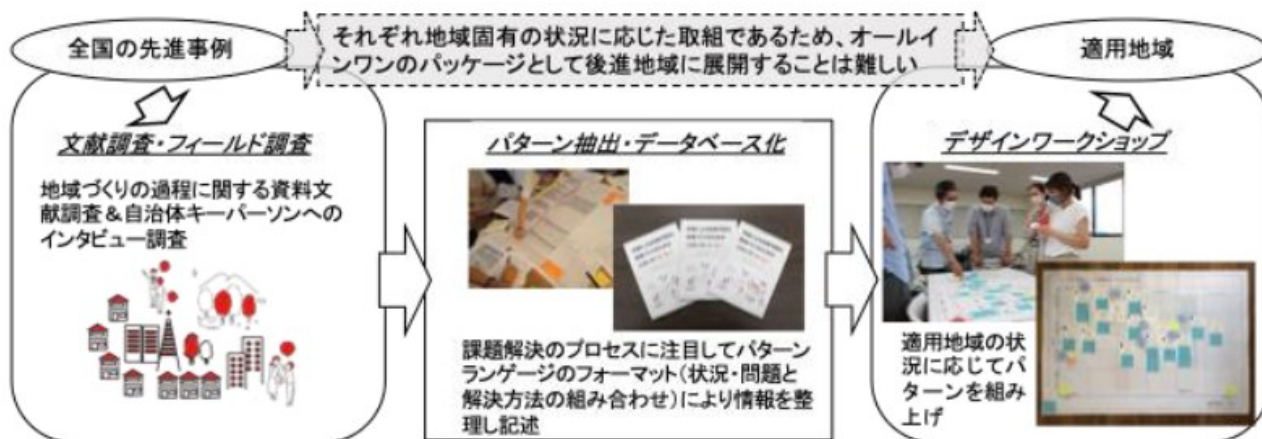 全国の先進事例
それぞれ地域固有の状況に応じた取組であるため、オールイ
ンワンのパッケージとして後進地域に展開することは難しい
適用地域
文献調査・フィールド調査
地域づくりの過程に関する資料文
献調査＆自治体キーパーソンへの
インタビュー調査
パターン抽出・データベース化
課題解決のプロセスに注目してパターン
ランゲージのフォーマット（状況・問題と
解決方法の組み合わせ）により情報を整
理し記述
デザインワークショップ
適用地域の状
況に応じてパ
ターンを組み
上げ